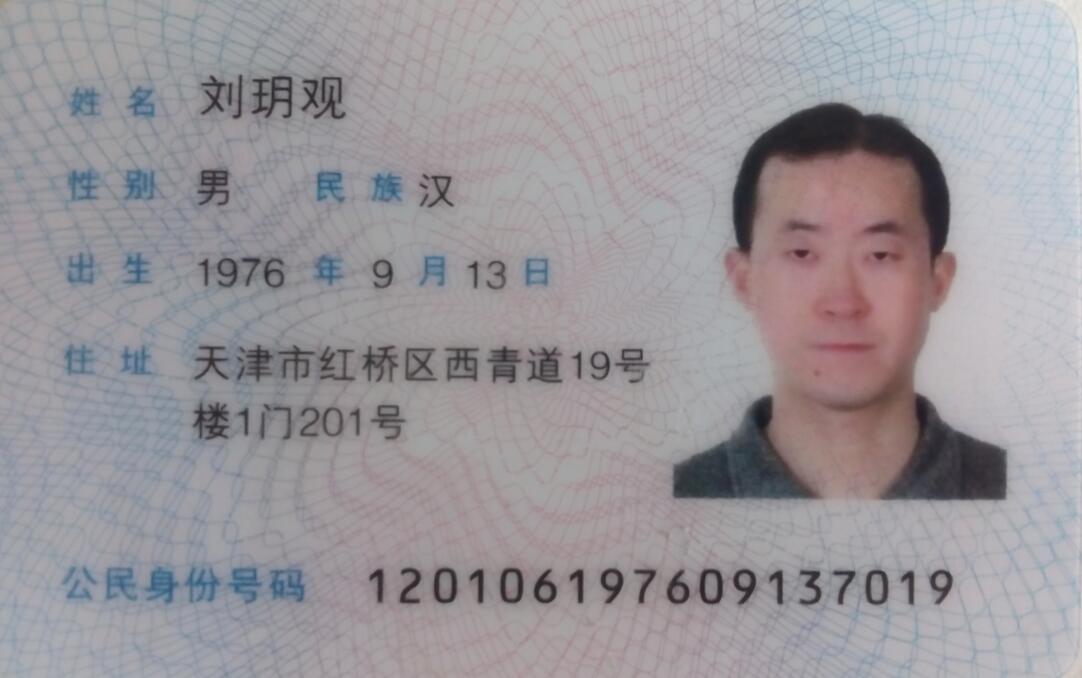 姓名 刘玥观
性别 男 民族 汉
出生 1976 年 9 月 13 日
住址 天津市红桥区西青道19号
楼1门201号
公民身份号码 120106197609137019